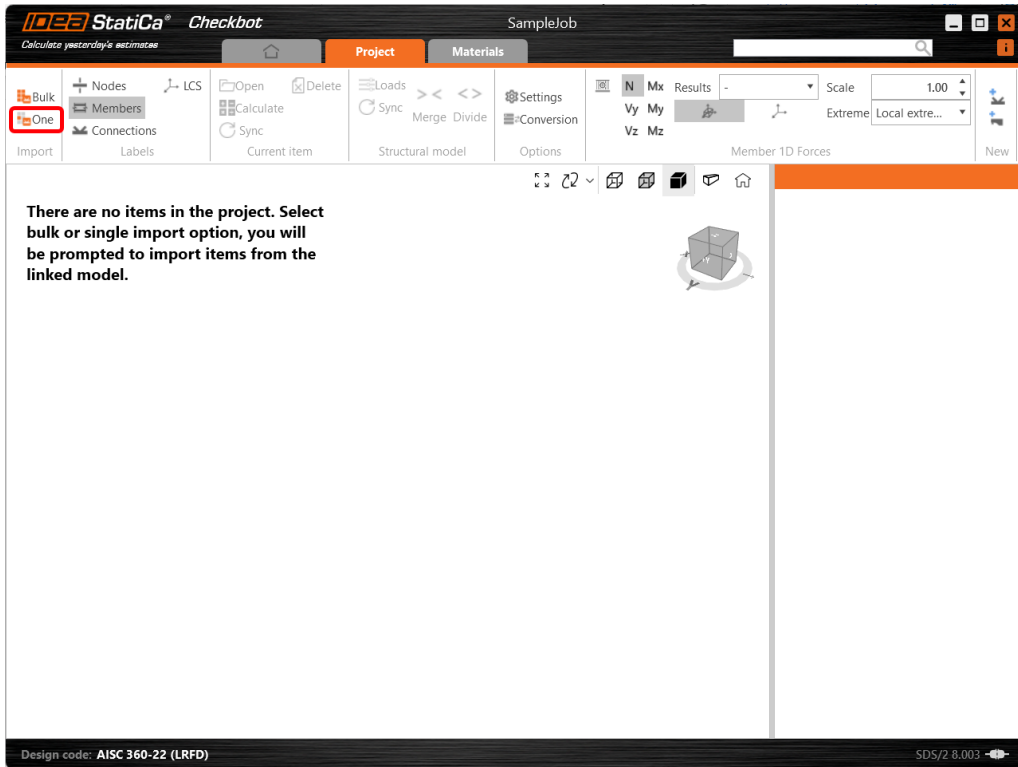 IDEA StatiCa® Checkbot
SampleJob
Calculate yesterday's estimates
Project
Materials
i
Bulk
One
Import
Nodes
LCS
Members
Connections
Labels
Open
Delete
Calculate
Sync
Current item
Loads
Sync
Merge
Divide
Structural model
Settings
Conversion
Options
N Mx Results -
Scale 1.00
Vy My
Extreme Local extre...
Vz Mz
Member 1D Forces
New
There are no items in the project. Select
bulk or single import option, you will
be prompted to import items from the
linked model.
Design code: AISC 360-22 (LRFD)
SDS/2 8.003